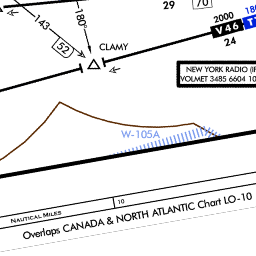 29
70
2000
180°
143
V46
24
52
CLAMY
NEW YORK RADIO
VOLMET 3485 6604
W-105A
10
NAUTICAL MILES
Overlaps CANADA & NORTH ATLANTIC Chart LO-10